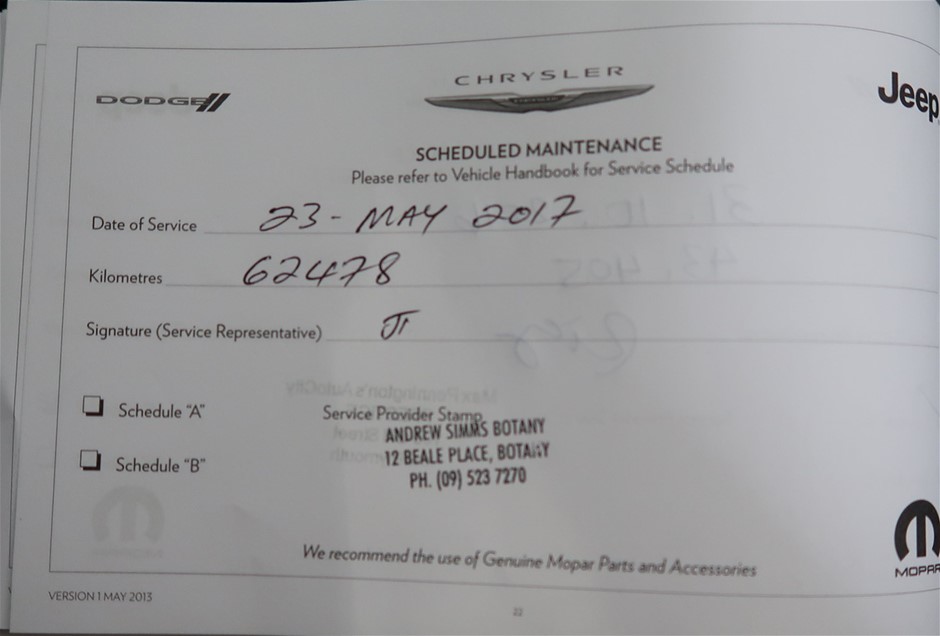 CHRYSLER
DODGE
Jeep
SCHEDULED MAINTENANCE
Please refer to Vehicle Handbook for Service Schedule
Date of Service 23 - MAY 2017
Kilometres 62478
Signature (Service Representative) JT
Schedule "A"
Schedule "B"
Service Provider Stamp
ANDREW SIMMS BOTANY
12 BEALE PLACE, BOTANY
PH. (09) 523 7270
We recommend the use of Genuine Mopar Parts and Accessories
MOPAR
VERSION 1 MAY 2013